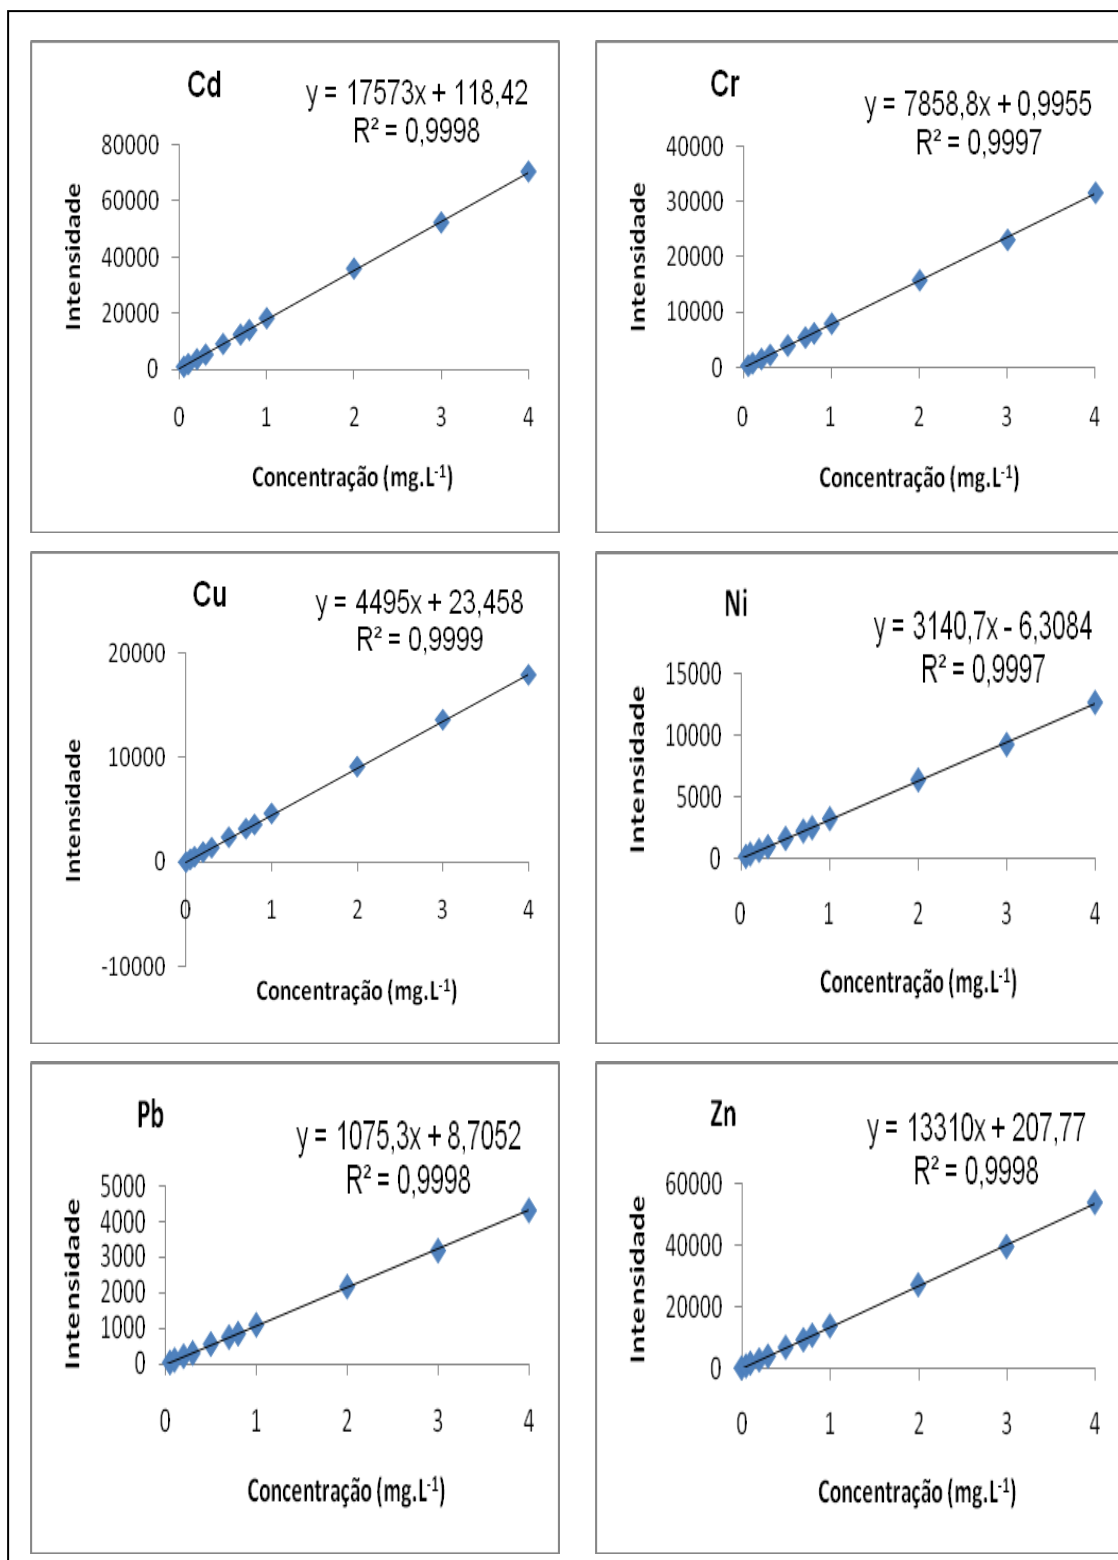 Cd
y = 17573x + 118,42
R² = 0,9998
80000
60000
40000
20000
0
Intensidade
0 1 2 3 4
Concentração (mg.L⁻¹)
Cr
y = 7858,8x + 0,9955
R² = 0,9997
40000
30000
20000
10000
0
Intensidade
0 1 2 3 4
Concentração (mg.L⁻¹)
Cu
y = 4495x + 23,458
R² = 0,9999
20000
10000
0
-10000
Intensidade
0 1 2 3 4
Concentração (mg.L⁻¹)
Ni
y = 3140,7x - 6,3084
R² = 0,9997
15000
10000
5000
0
Intensidade
0 1 2 3 4
Concentração (mg.L⁻¹)
Pb
y = 1075,3x + 8,7052
R² = 0,9998
5000
4000
3000
2000
1000
0
Intensidade
0 1 2 3 4
Concentração (mg.L⁻¹)
Zn
y = 13310x + 207,77
R² = 0,9998
60000
40000
20000
0
Intensidade
0 1 2 3 4
Concentração (mg.L⁻¹)